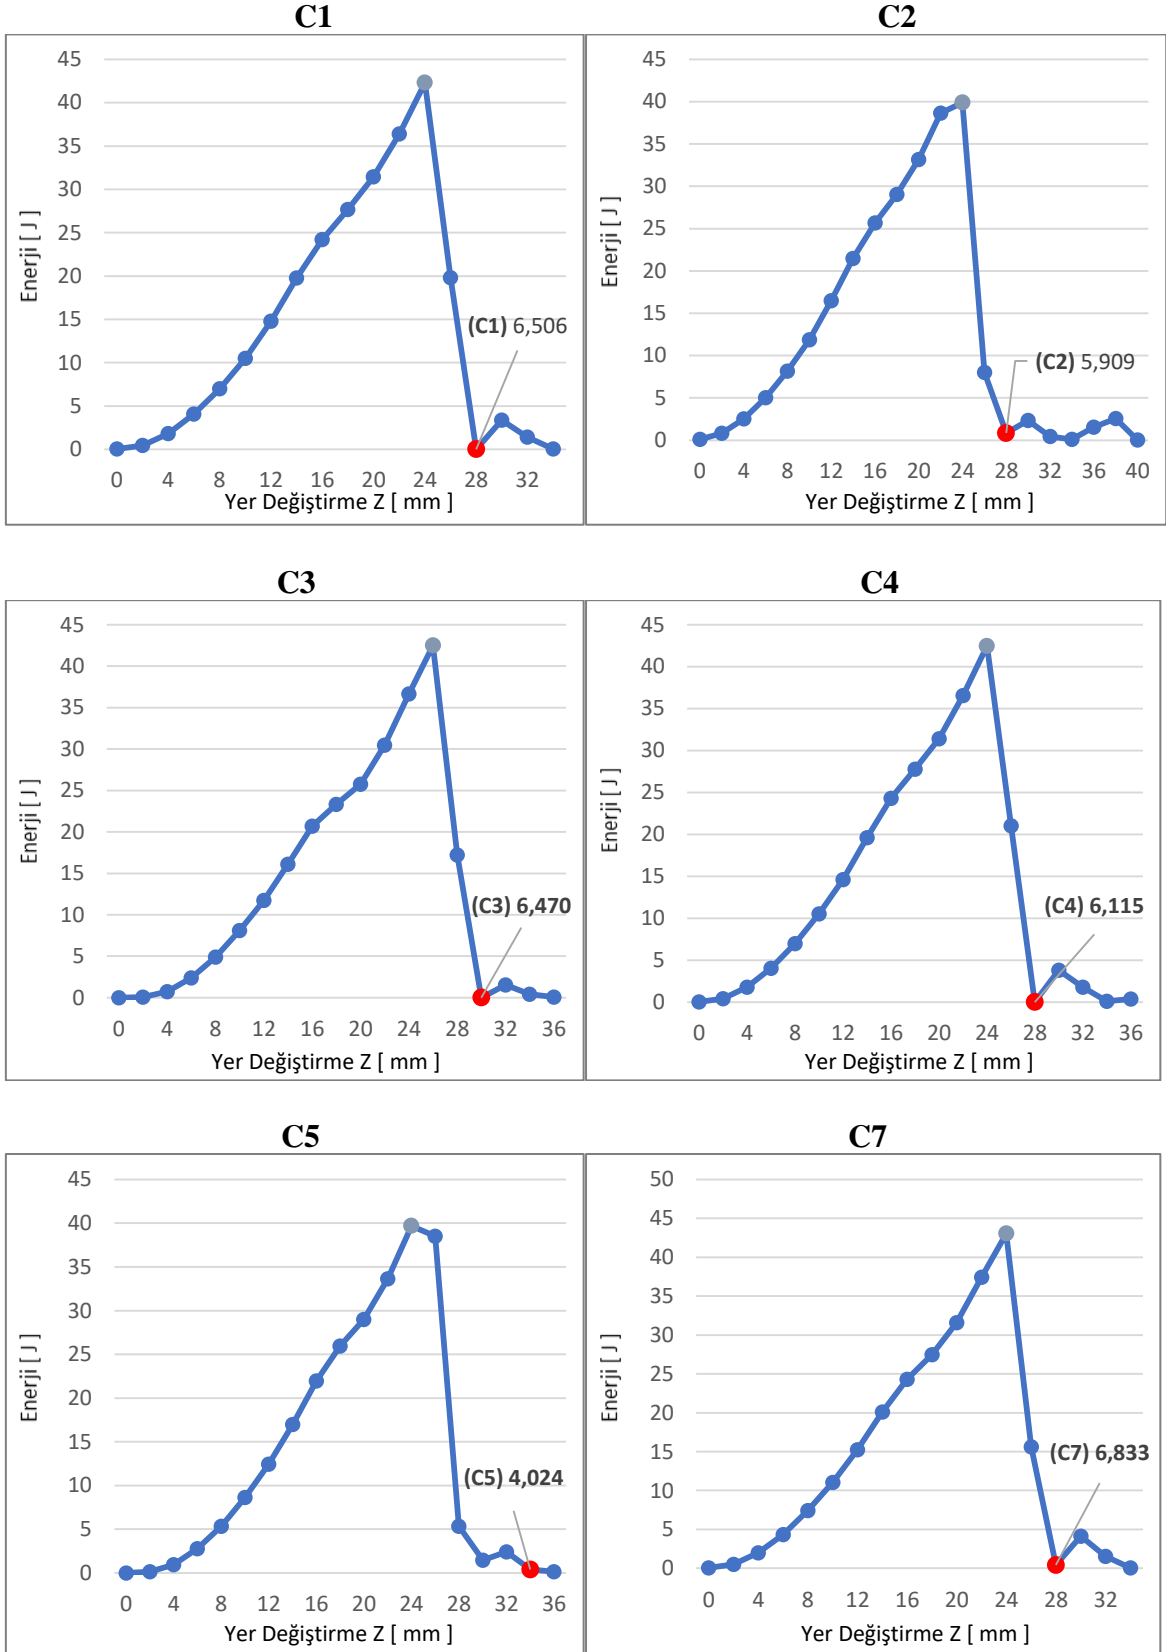 C1
45
40
35
30
25
20
15
10
5
0
Enerji [ J ]
(C1) 6,506
0 4 8 12 16 20 24 28 32
Yer Değiştirme Z [ mm ]
C2
45
40
35
30
25
20
15
10
5
0
Enerji [ J ]
(C2) 5,909
0 4 8 12 16 20 24 28 32 36 40
Yer Değiştirme Z [ mm ]
C3
45
40
35
30
25
20
15
10
5
0
Enerji [ J ]
(C3) 6,470
0 4 8 12 16 20 24 28 32 36
Yer Değiştirme Z [ mm ]
C4
45
40
35
30
25
20
15
10
5
0
Enerji [ J ]
(C4) 6,115
0 4 8 12 16 20 24 28 32 36
Yer Değiştirme Z [ mm ]
C5
45
40
35
30
25
20
15
10
5
0
Enerji [ J ]
(C5) 4,024
0 4 8 12 16 20 24 28 32 36
Yer Değiştirme Z [ mm ]
C7
50
45
40
35
30
25
20
15
10
5
0
Enerji [ J ]
(C7) 6,833
0 4 8 12 16 20 24 28 32
Yer Değiştirme Z [ mm ]